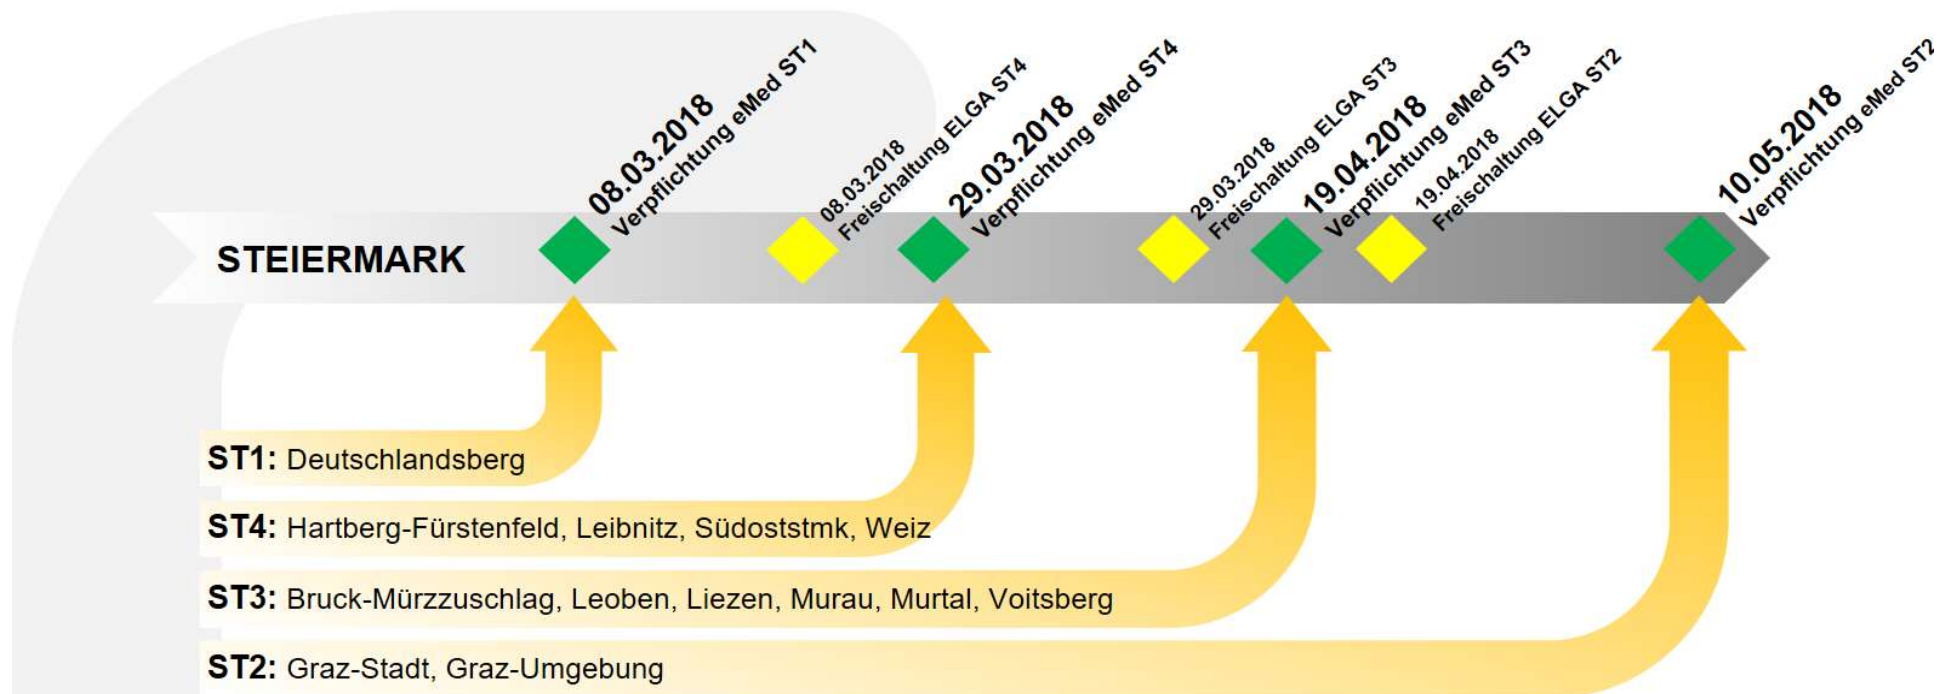 08.03.2018
Verpflichtung eMed ST1
08.03.2018
Freischaltung ELGA ST4
29.03.2018
Verpflichtung eMed ST4
29.03.2018
Freischaltung ELGA ST3
19.04.2018
Verpflichtung eMed ST3
19.04.2018
Freischaltung ELGA ST2
10.05.2018
Verpflichtung eMed ST2
STEIERMARK
ST1: Deutschlandsberg
ST4: Hartberg-Fürstenfeld, Leibnitz, Südoststmk, Weiz
ST3: Bruck-Mürzzuschlag, Leoben, Liezen, Murau, Murtal, Voitsberg
ST2: Graz-Stadt, Graz-Umgebung